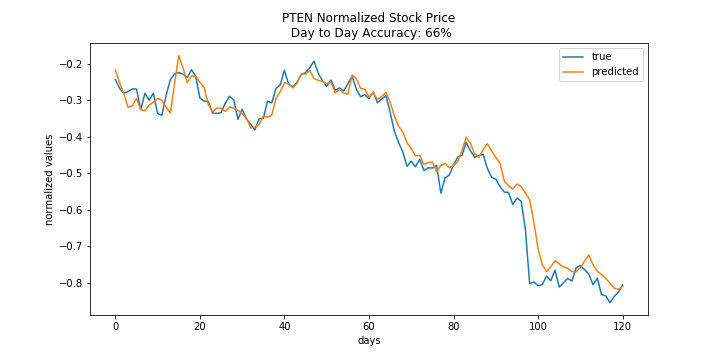 PTEN Normalized Stock Price
Day to Day Accuracy: 66%
true
predicted
normalized values
−0.2
−0.3
−0.4
−0.5
−0.6
−0.7
−0.8
0
20
40
60
80
100
120
days